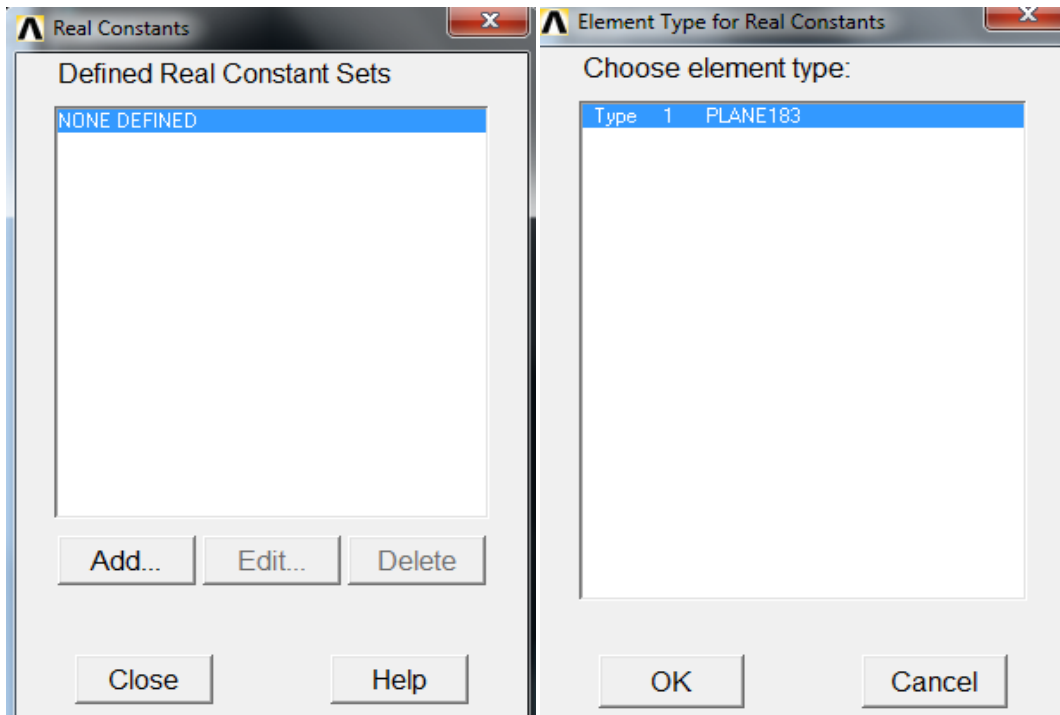 Real Constants
Defined Real Constant Sets
NONE DEFINED
Add...
Edit...
Delete
Close
Help
Element Type for Real Constants
Choose element type:
Type 1 PLANE183
OK
Cancel